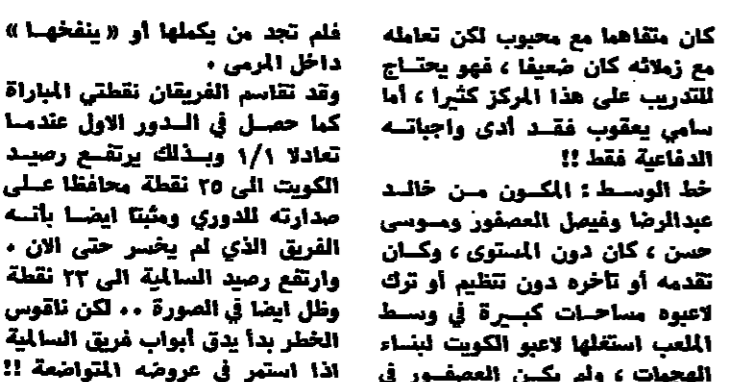 كان متفاهما مع محبوب لكن تعامله
مع زملائه كان ضعيفا ، فهو يحتاج
للتدريب على هذا المركز كثيرا ، أما
سامي يعقوب فقد أدى واجباته
الدفاعية فقط !!
خط الوسط : المكون من خالد
عبدالرضا وفيصل العصفور وموسى
حسن ، كان دون المستوى ، وكان
تقدمه أو تأخره دون تنظيم أو ترك
لاعبوه مساحات كبيرة في وسط
الملعب استغلها لاعبو الكويت لبناء
الهجمات ، ولم يكن العصفور في
فلم تجد من يكملها أو « ينفخها »
داخل المرمى .
وقد تقاسم الفريقان نقطتي المباراة
كما حصل في الدور الاول عندما
تعادلا ١/١ وبذلك يرتفع رصيد
الكويت الى ٢٥ نقطة محافظا على
صدارته للدوري ومثبتا ايضا بأنه
الفريق الذي لم يخسر حتى الان .
وارتفع رصيد السالمية الى ٢٣ نقطة
وظل ايضا في الصورة .. لكن ناقوس
الخطر بدأ يدق أبواب فريق السالمية
اذا استمر في عروضه المتواضعة !!